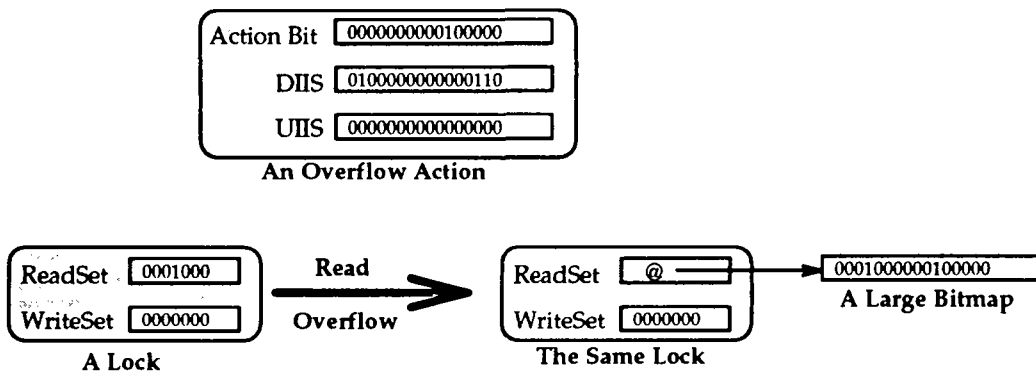 Action Bit 0000000000100000
DIIS 0100000000000110
UIIS 0000000000000000
An Overflow Action
ReadSet 0001000
WriteSet 0000000
A Lock
Read
Overflow
ReadSet @
WriteSet 0000000
The Same Lock
0001000000100000
A Large Bitmap